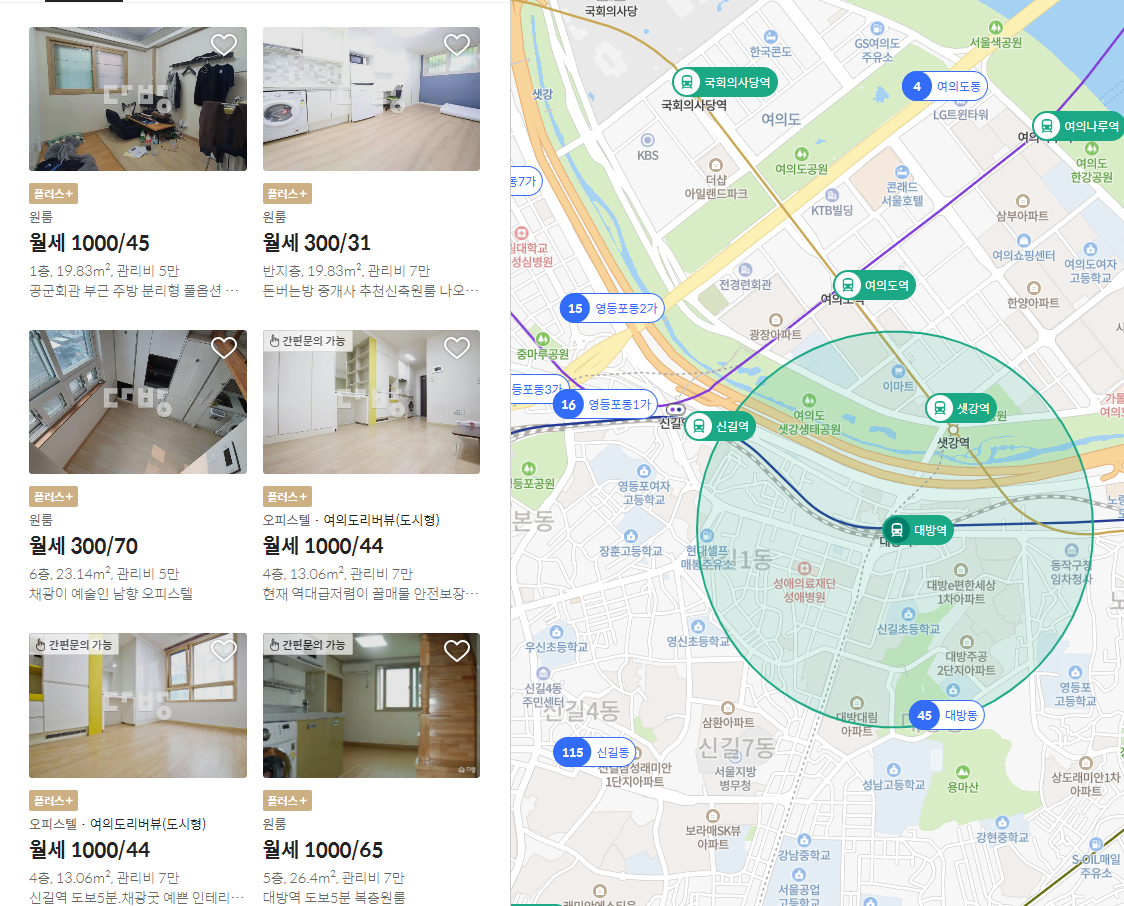 다방
다방
플러스+
플러스+
원룸
원룸
월세 1000/45
월세 300/31
1층, 19.83m², 관리비 5만
반지층, 19.83m², 관리비 7만
공군회관 부근 주방 분리형 풀옵션 …
돈버는방 중개사 추천신축원룸 나오…
다방
간편문의 가능
다방
플러스+
플러스+
원룸
오피스텔 · 여의도리버뷰(도시형)
월세 300/70
월세 1000/44
6층, 23.14m², 관리비 5만
4층, 13.06m², 관리비 7만
채광이 예술인 남향 오피스텔
현재 역대급저렴이 꿀매물 안전보장…
간편문의 가능
다방
간편문의 가능
다방
플러스+
플러스+
오피스텔 · 여의도리버뷰(도시형)
원룸
월세 1000/44
월세 1000/65
4층, 13.06m², 관리비 7만
5층, 26.4m², 관리비 7만
신길역 도보5분.채광굿 예쁜 인테리…
대방역 도보5분 복층원룸
국회의사당
한국콘도
GS여의도
주유소
서울색공원
국회의사당역
국회의사당역
4 여의도동
샛강
여의도
LG트윈타워
여의나루역
KBS
여의도공원
여의도
한강공원
더샵
아일랜드파크
콘래드
서울호텔
KTB빌딩
삼부아파트
동7가
성심병원
여의쇼핑센터
여의도여자
고등학교
전경련회관
여의도역
한양아파트
15 영등포동2가
광장아파트
중마루공원
이마트
등포동3가
16 영등포동1가
여의도
샛강생태공원
샛강역
샛강역
신길역
영등포여자
고등학교
본동
장훈고등학교
대방역
현대셀프
매봉주유소
길1동
성애의료재단
성애병원
대방e편한세상
1차아파트
동작구청
임차청사
신길초등학교
우신초등학교
영신초등학교
대방주공
2단지아파트
신길4동
주민센터
신길4동
영등포
고등학교
삼환아파트
대방대림
아파트
45 대방동
신길7동
115 신길동
신길삼성래미안
1단지아파트
서울지방
병무청
성남고등학교
용마산
상도래미안1차
아파트
보라매SK뷰
아파트
강현중학교
강남중학교
S-OIL매일
주유소
서울공업
고등학교